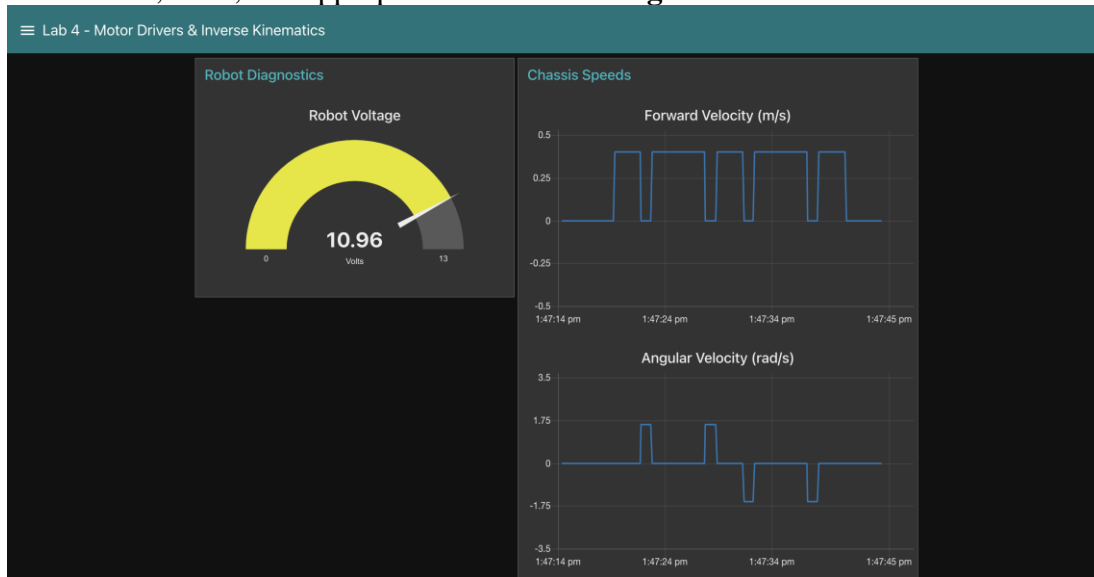 Lab 4 - Motor Drivers & Inverse Kinematics
Robot Diagnostics
Robot Voltage
10.96
Volts
0
13
Chassis Speeds
Forward Velocity (m/s)
0.5
0.25
0
-0.25
-0.5
1:47:14 pm 1:47:24 pm 1:47:34 pm 1:47:45 pm
Angular Velocity (rad/s)
3.5
1.75
0
-1.75
-3.5
1:47:14 pm 1:47:24 pm 1:47:34 pm 1:47:45 pm